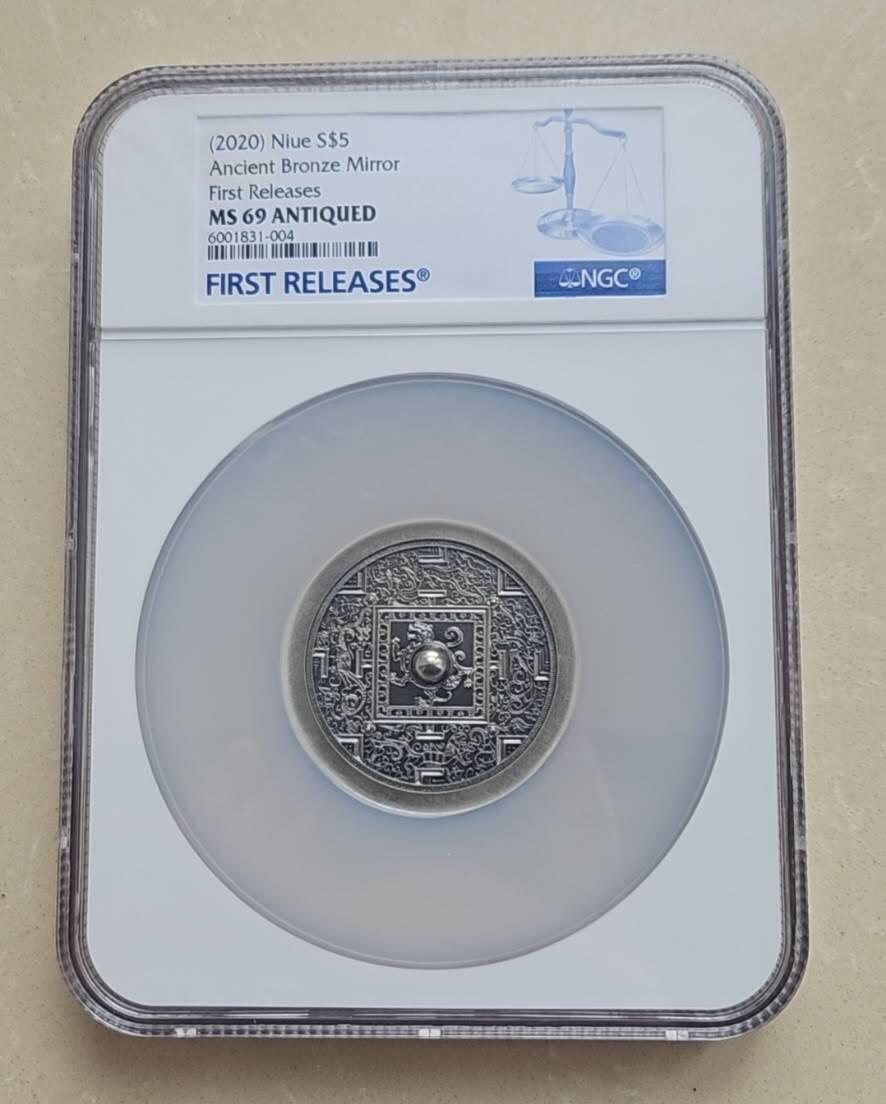 (2020) Niue S$5
Ancient Bronze Mirror
First Releases
MS 69 ANTIQUED
6001831-004
FIRST RELEASES®
NGC®